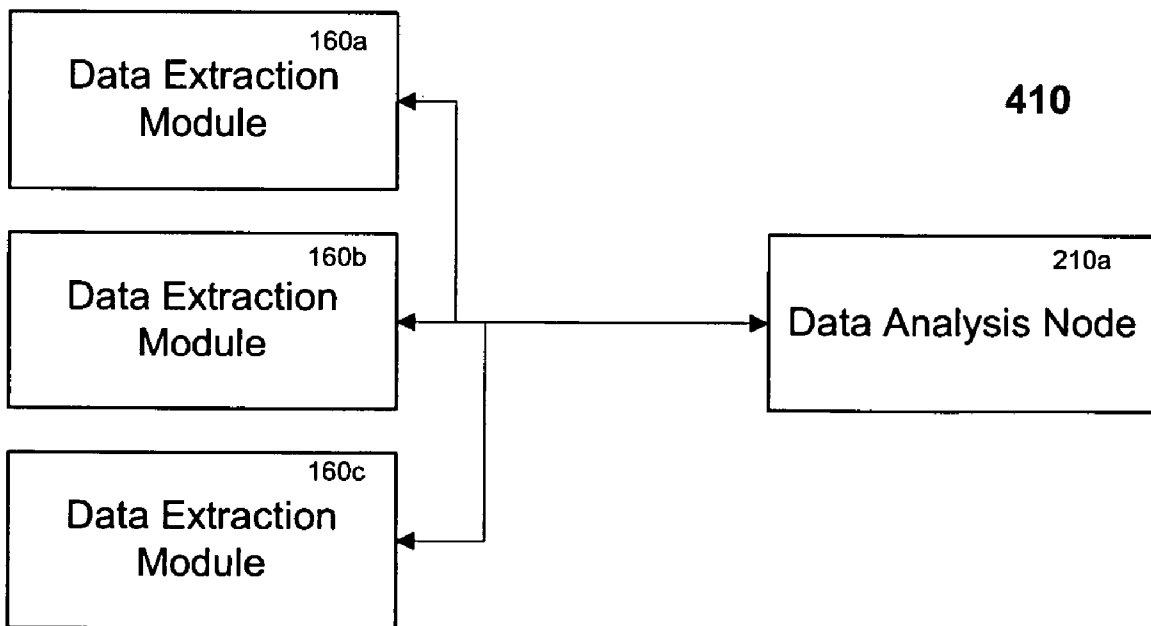 160a
Data Extraction
Module
410
160b
Data Extraction
Module
210a
Data Analysis Node
160c
Data Extraction
Module